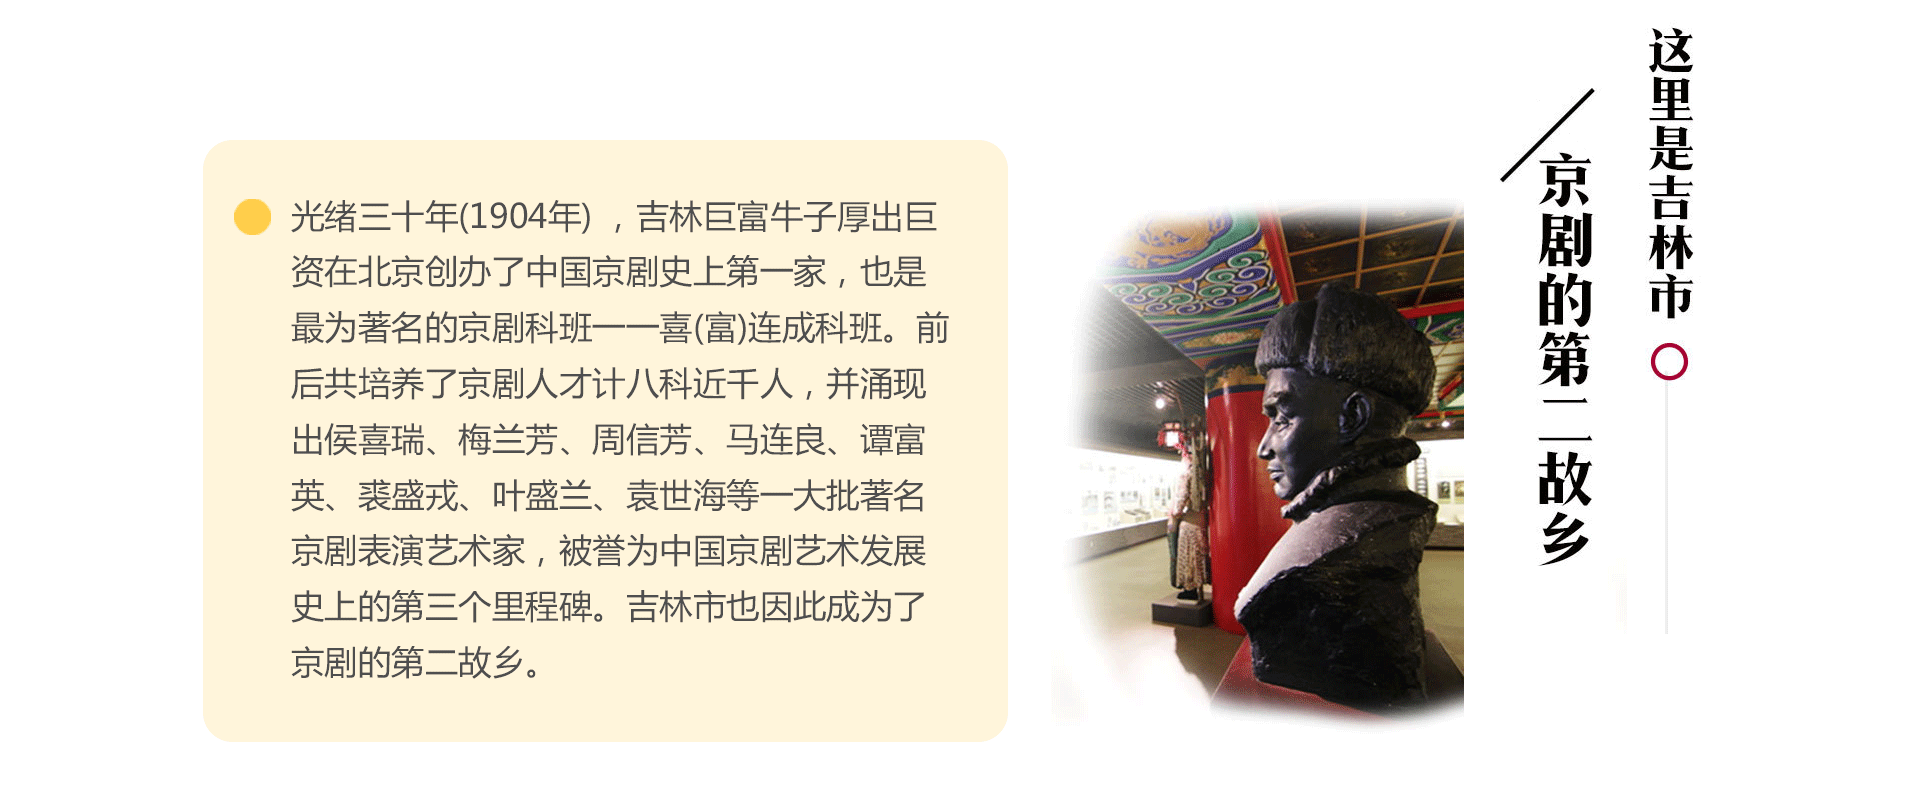 这里是吉林市
京剧的第二故乡
光绪三十年(1904年) ，吉林巨富牛子厚出巨
资在北京创办了中国京剧史上第一家，也是
最为著名的京剧科班一一喜(富)连成科班。前
后共培养了京剧人才计八科近千人，并涌现
出侯喜瑞、梅兰芳、周信芳、马连良、谭富
英、裘盛戎、叶盛兰、袁世海等一大批著名
京剧表演艺术家，被誉为中国京剧艺术发展
史上的第三个里程碑。吉林市也因此成为了
京剧的第二故乡。